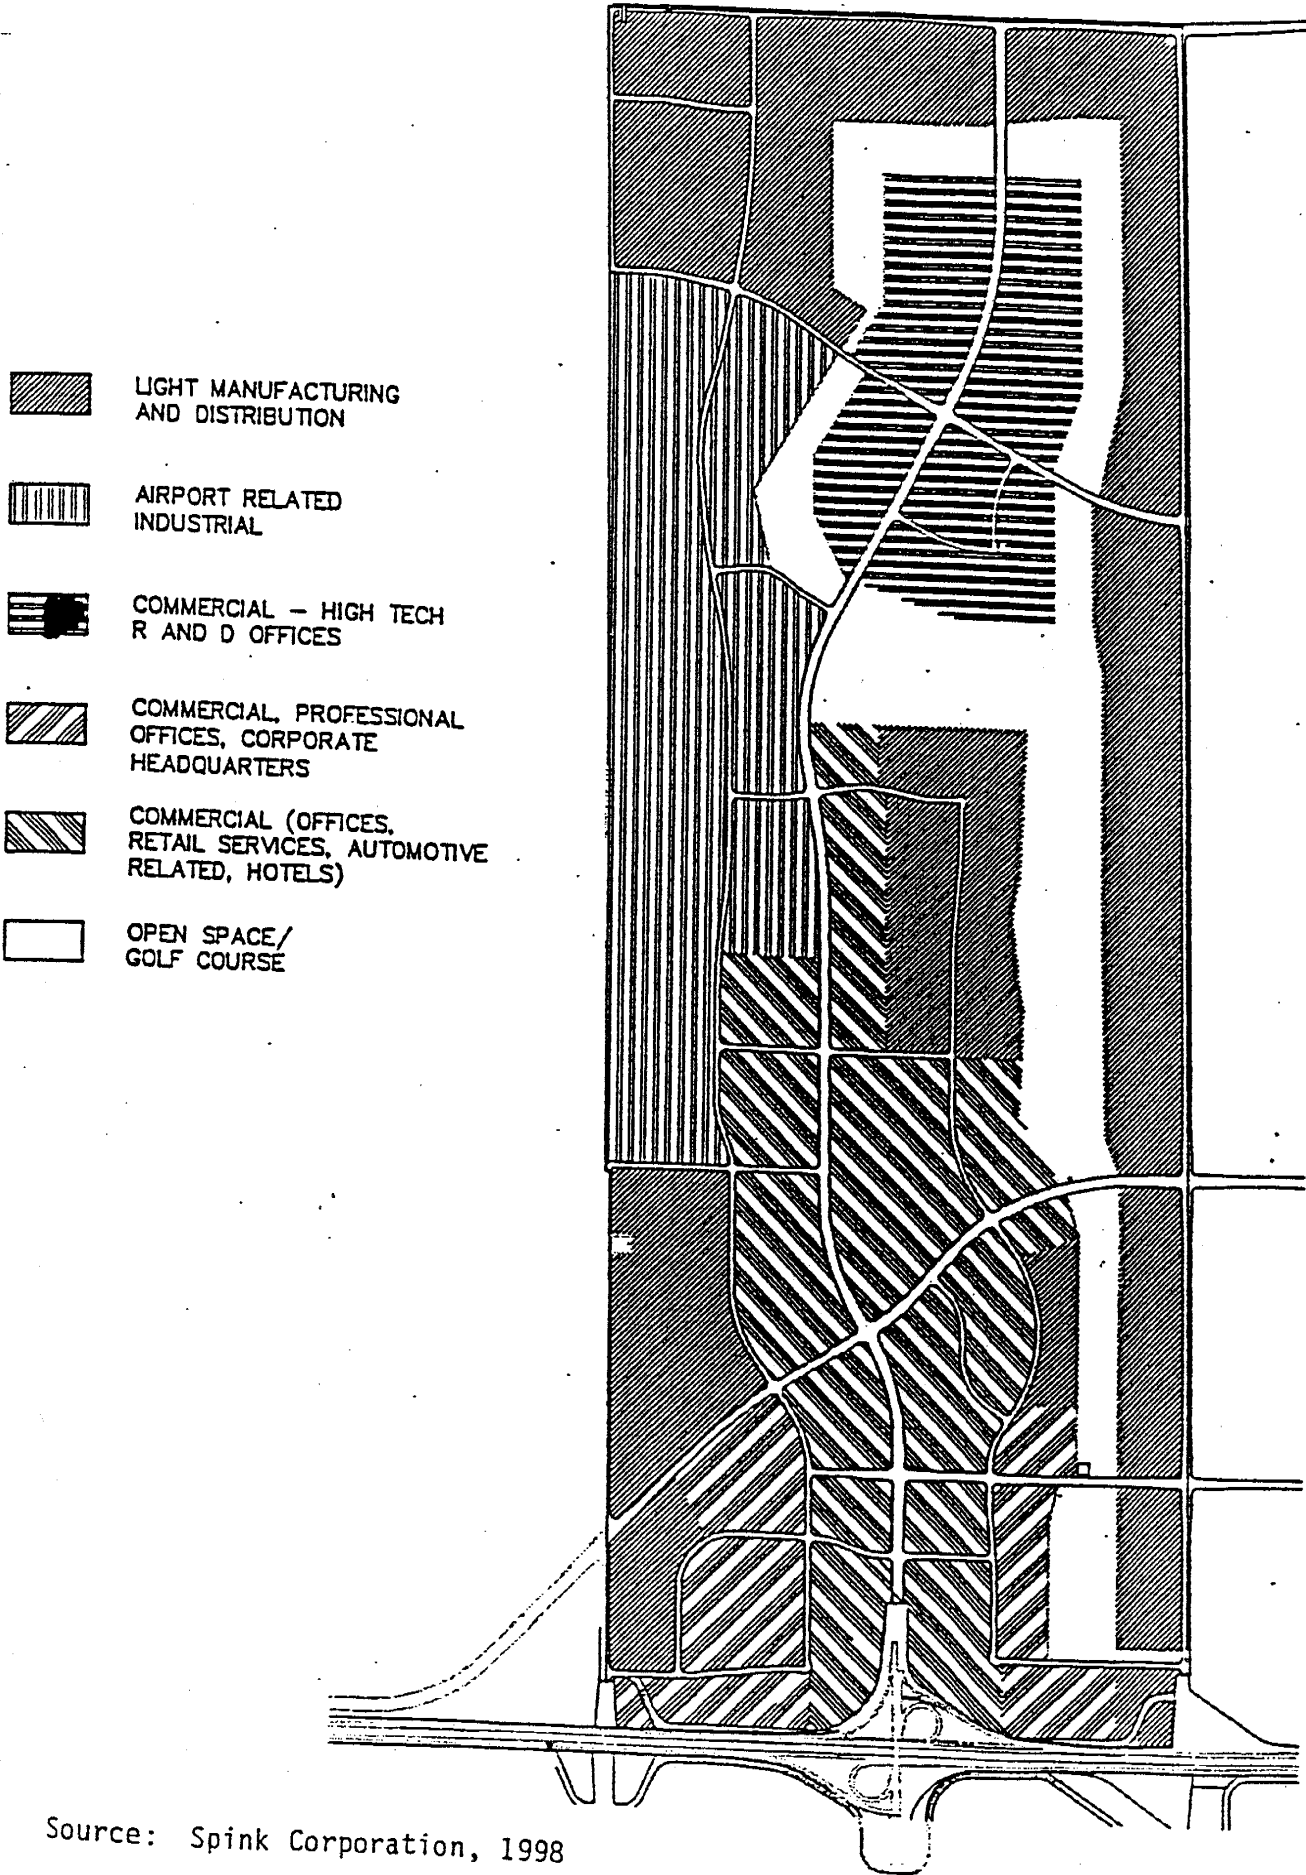 LIGHT MANUFACTURING
AND DISTRIBUTION
AIRPORT RELATED
INDUSTRIAL
COMMERCIAL – HIGH TECH
R AND D OFFICES
COMMERCIAL, PROFESSIONAL
OFFICES, CORPORATE
HEADQUARTERS
COMMERCIAL (OFFICES,
RETAIL SERVICES, AUTOMOTIVE
RELATED, HOTELS)
OPEN SPACE/
GOLF COURSE
Source: Spink Corporation, 1998